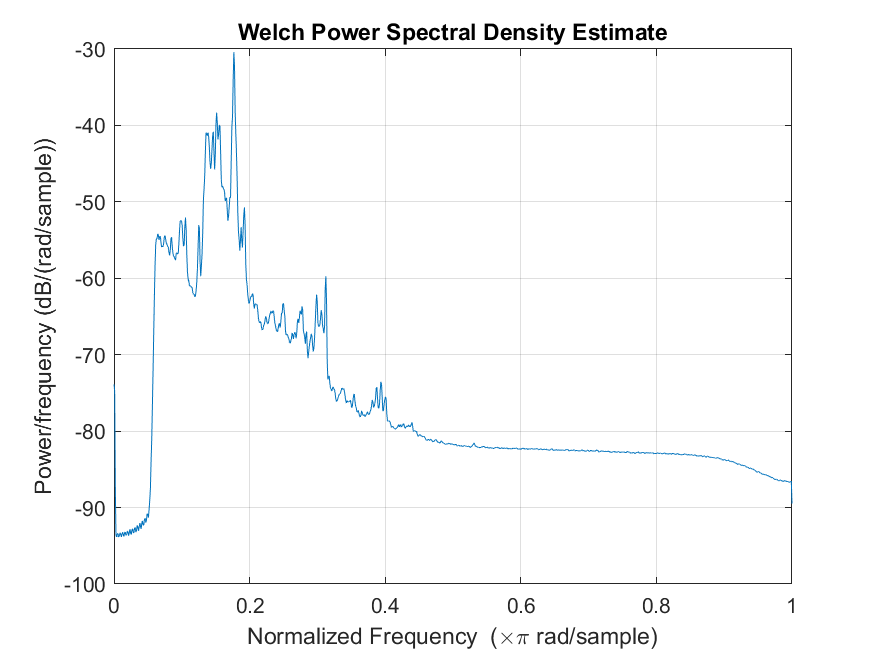 Welch Power Spectral Density Estimate
-30
-40
-50
-60
-70
-80
-90
-100
Power/frequency (dB/(rad/sample))
0 0.2 0.4 0.6 0.8 1
Normalized Frequency (×π rad/sample)